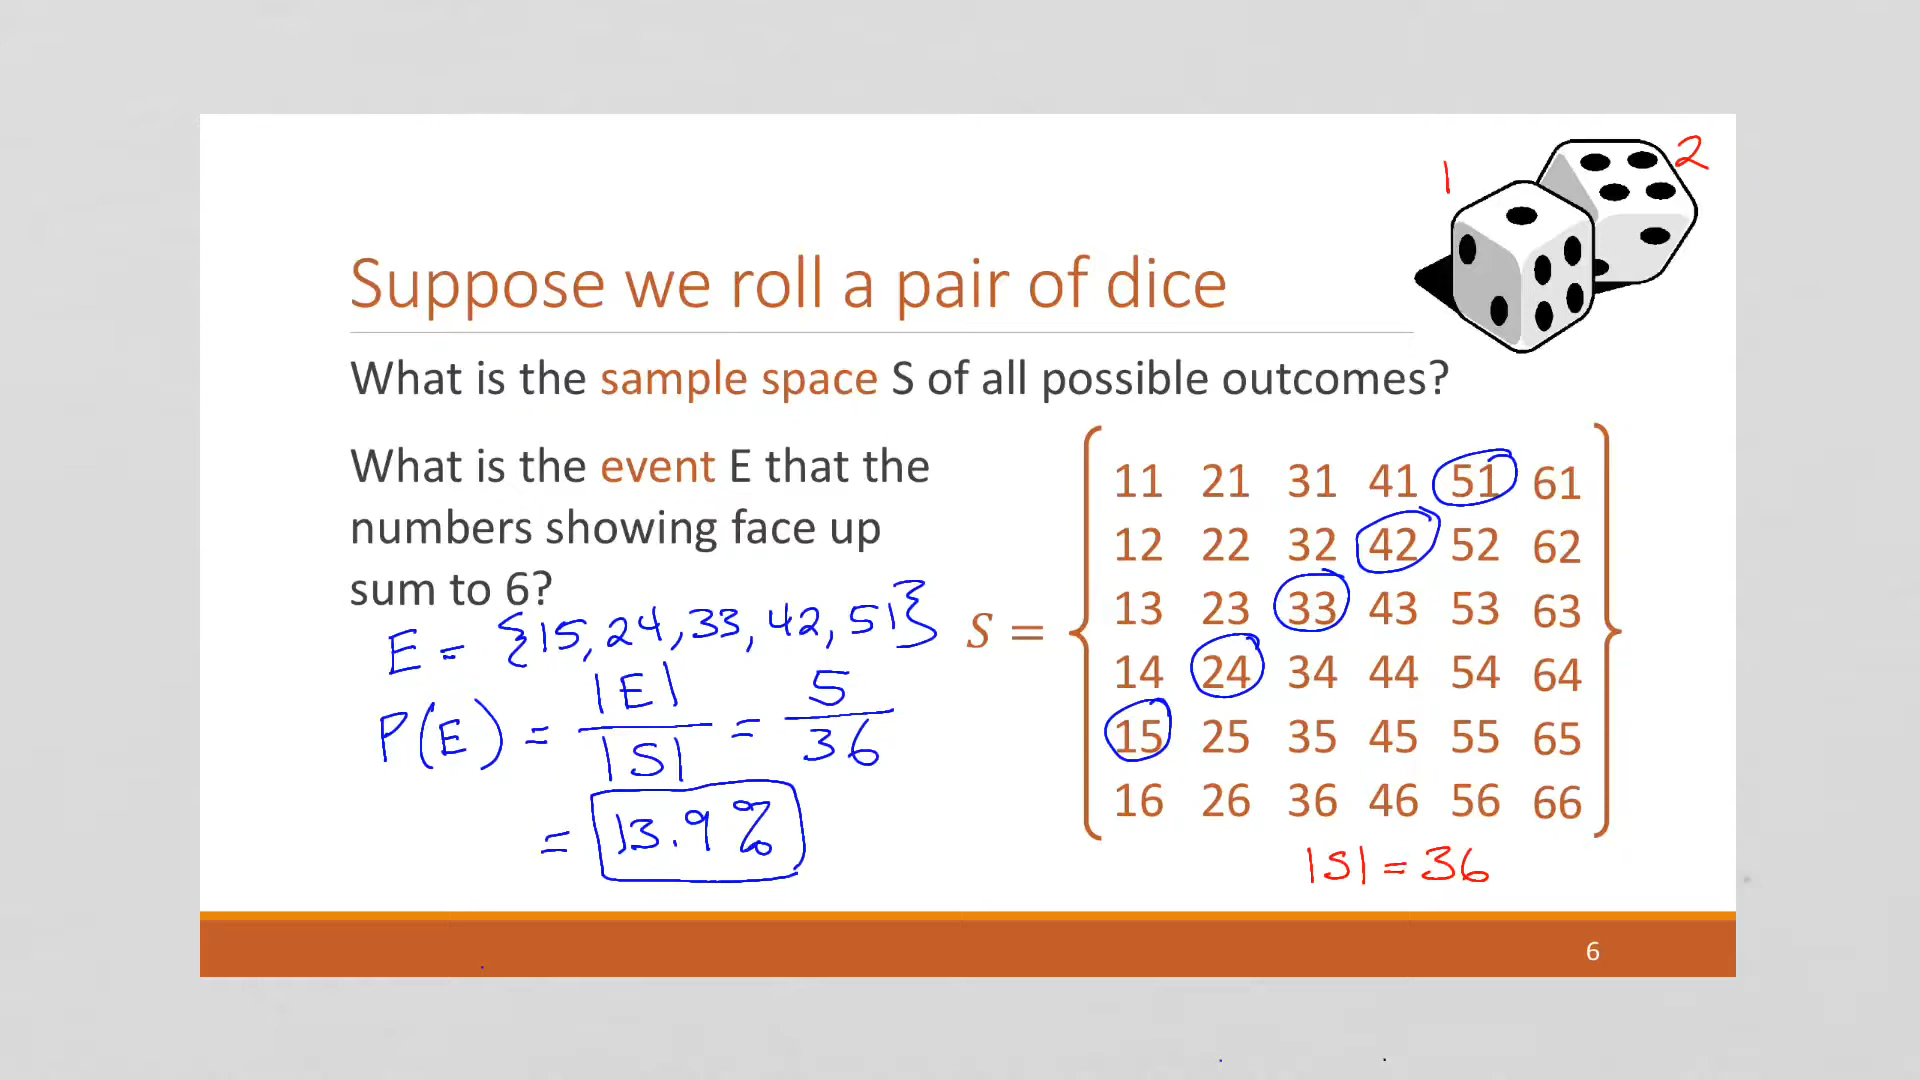 1 2
Suppose we roll a pair of dice
What is the sample space S of all possible outcomes?
What is the event E that the
numbers showing face up
sum to 6?
E = {15, 24, 33, 42, 51}
P(E) = |E| / |S| = 5 / 36
= 13.9 %
S =
11 21 31 41 51 61
12 22 32 42 52 62
13 23 33 43 53 63
14 24 34 44 54 64
15 25 35 45 55 65
16 26 36 46 56 66
|S| = 36
6